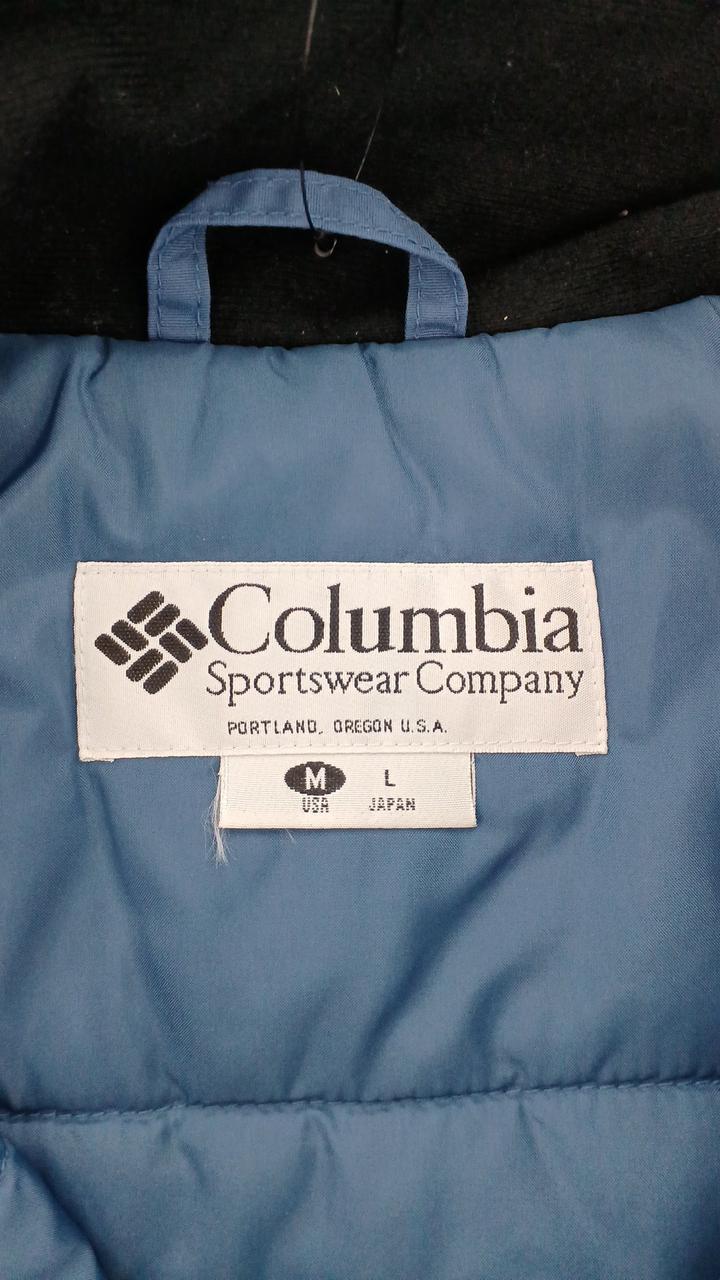 Columbia
Sportswear Company
PORTLAND, OREGON U.S.A.
M L
USA JAPAN